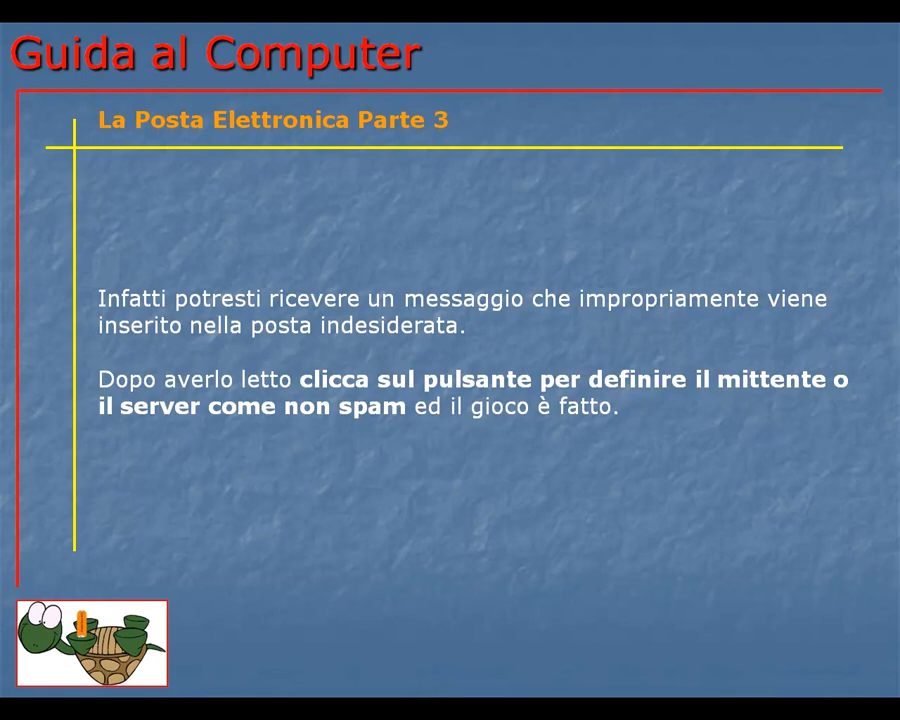 Guida al Computer
La Posta Elettronica Parte 3
Infatti potresti ricevere un messaggio che impropriamente viene
inserito nella posta indesiderata.
Dopo averlo letto clicca sul pulsante per definire il mittente o
il server come non spam ed il gioco è fatto.